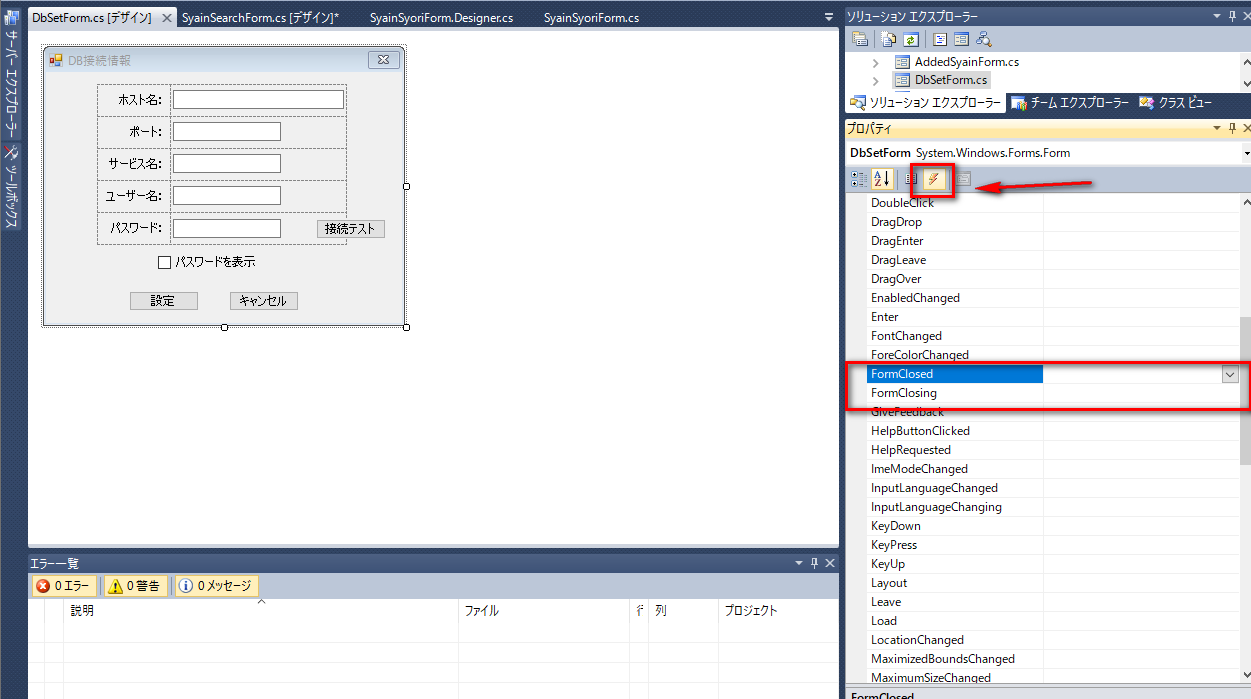 DbSetForm.cs [デザイン]
SyainSearchForm.cs [デザイン]*
SyainSyoriForm.Designer.cs
SyainSyoriForm.cs
サーバー エクスプローラー
ツールボックス
DB接続情報
ホスト名:
ポート:
サービス名:
ユーザー名:
パスワード:
接続テスト
パスワードを表示
設定
キャンセル
エラー一覧
0 エラー
0 警告
0 メッセージ
説明
ファイル
行
列
プロジェクト
ソリューション エクスプローラー
AddedSyainForm.cs
DbSetForm.cs
ソリューション エクスプローラー
チーム エクスプローラー
クラス ビュー
プロパティ
DbSetForm System.Windows.Forms.Form
DoubleClick
DragDrop
DragEnter
DragLeave
DragOver
EnabledChanged
Enter
FontChanged
ForeColorChanged
FormClosed
FormClosing
GiveFeedback
HelpButtonClicked
HelpRequested
ImeModeChanged
InputLanguageChanged
InputLanguageChanging
KeyDown
KeyPress
KeyUp
Layout
Leave
Load
LocationChanged
MaximizedBoundsChanged
MaximumSizeChanged
FormClosed